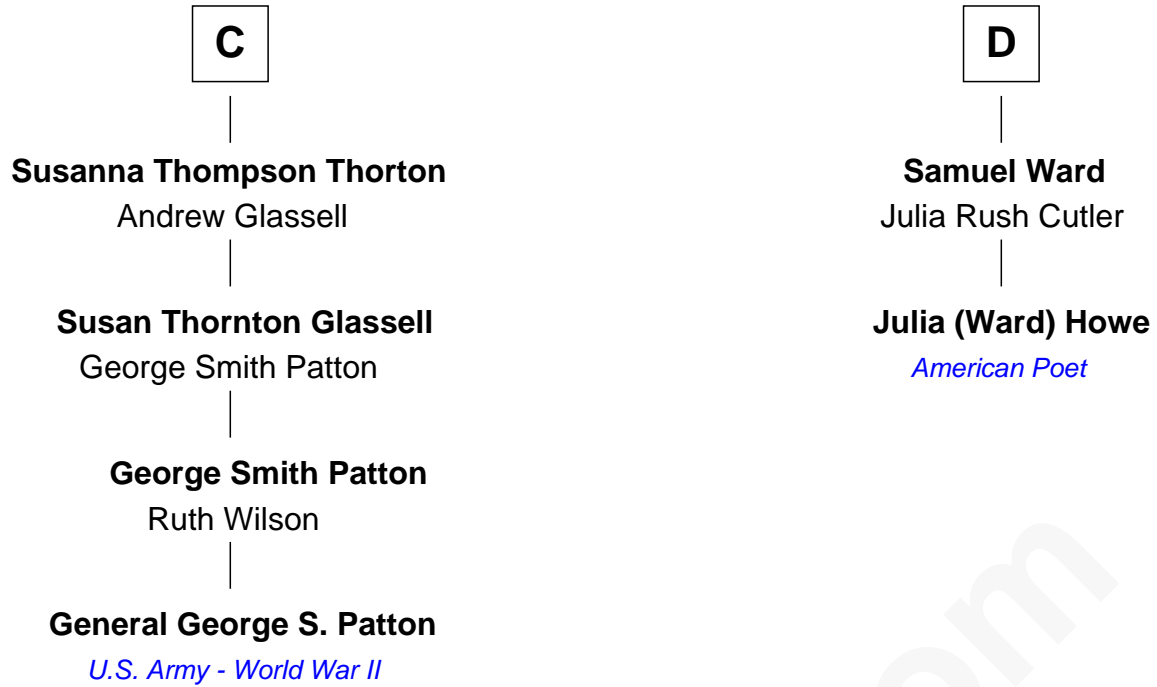 C
Susanna Thompson Thorton
Andrew Glassell
Susan Thornton Glassell
George Smith Patton
George Smith Patton
Ruth Wilson
General George S. Patton
U.S. Army - World War II
D
Samuel Ward
Julia Rush Cutler
Julia (Ward) Howe
American Poet
om